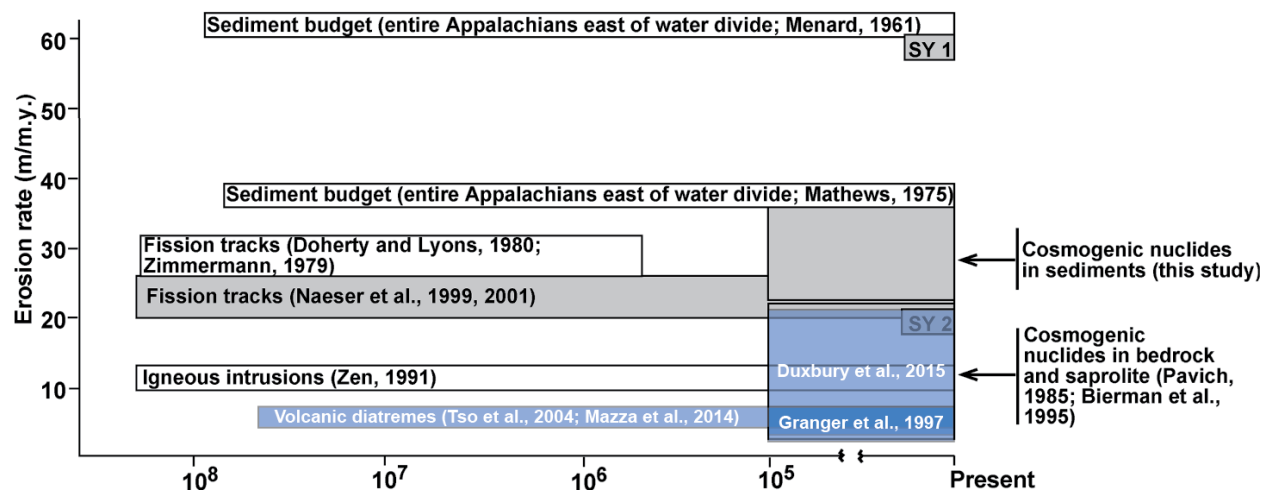 Sediment budget (entire Appalachians east of water divide; Menard, 1961)
60
SY 1
50
Erosion rate (m/m.y.)
40
Sediment budget (entire Appalachians east of water divide; Mathews, 1975)
30
Fission tracks (Doherty and Lyons, 1980;
Zimmermann, 1979)
Cosmogenic nuclides
in sediments (this study)
Fission tracks (Naeser et al., 1999, 2001)
20
SY 2
Cosmogenic
nuclides in bedrock
and saprolite (Pavich,
1985; Bierman et al.,
1995)
Duxbury et al., 2015
Igneous intrusions (Zen, 1991)
10
Volcanic diatremes (Tso et al., 2004; Mazza et al., 2014)
Granger et al., 1997
10⁸
10⁷
10⁶
10⁵
Present